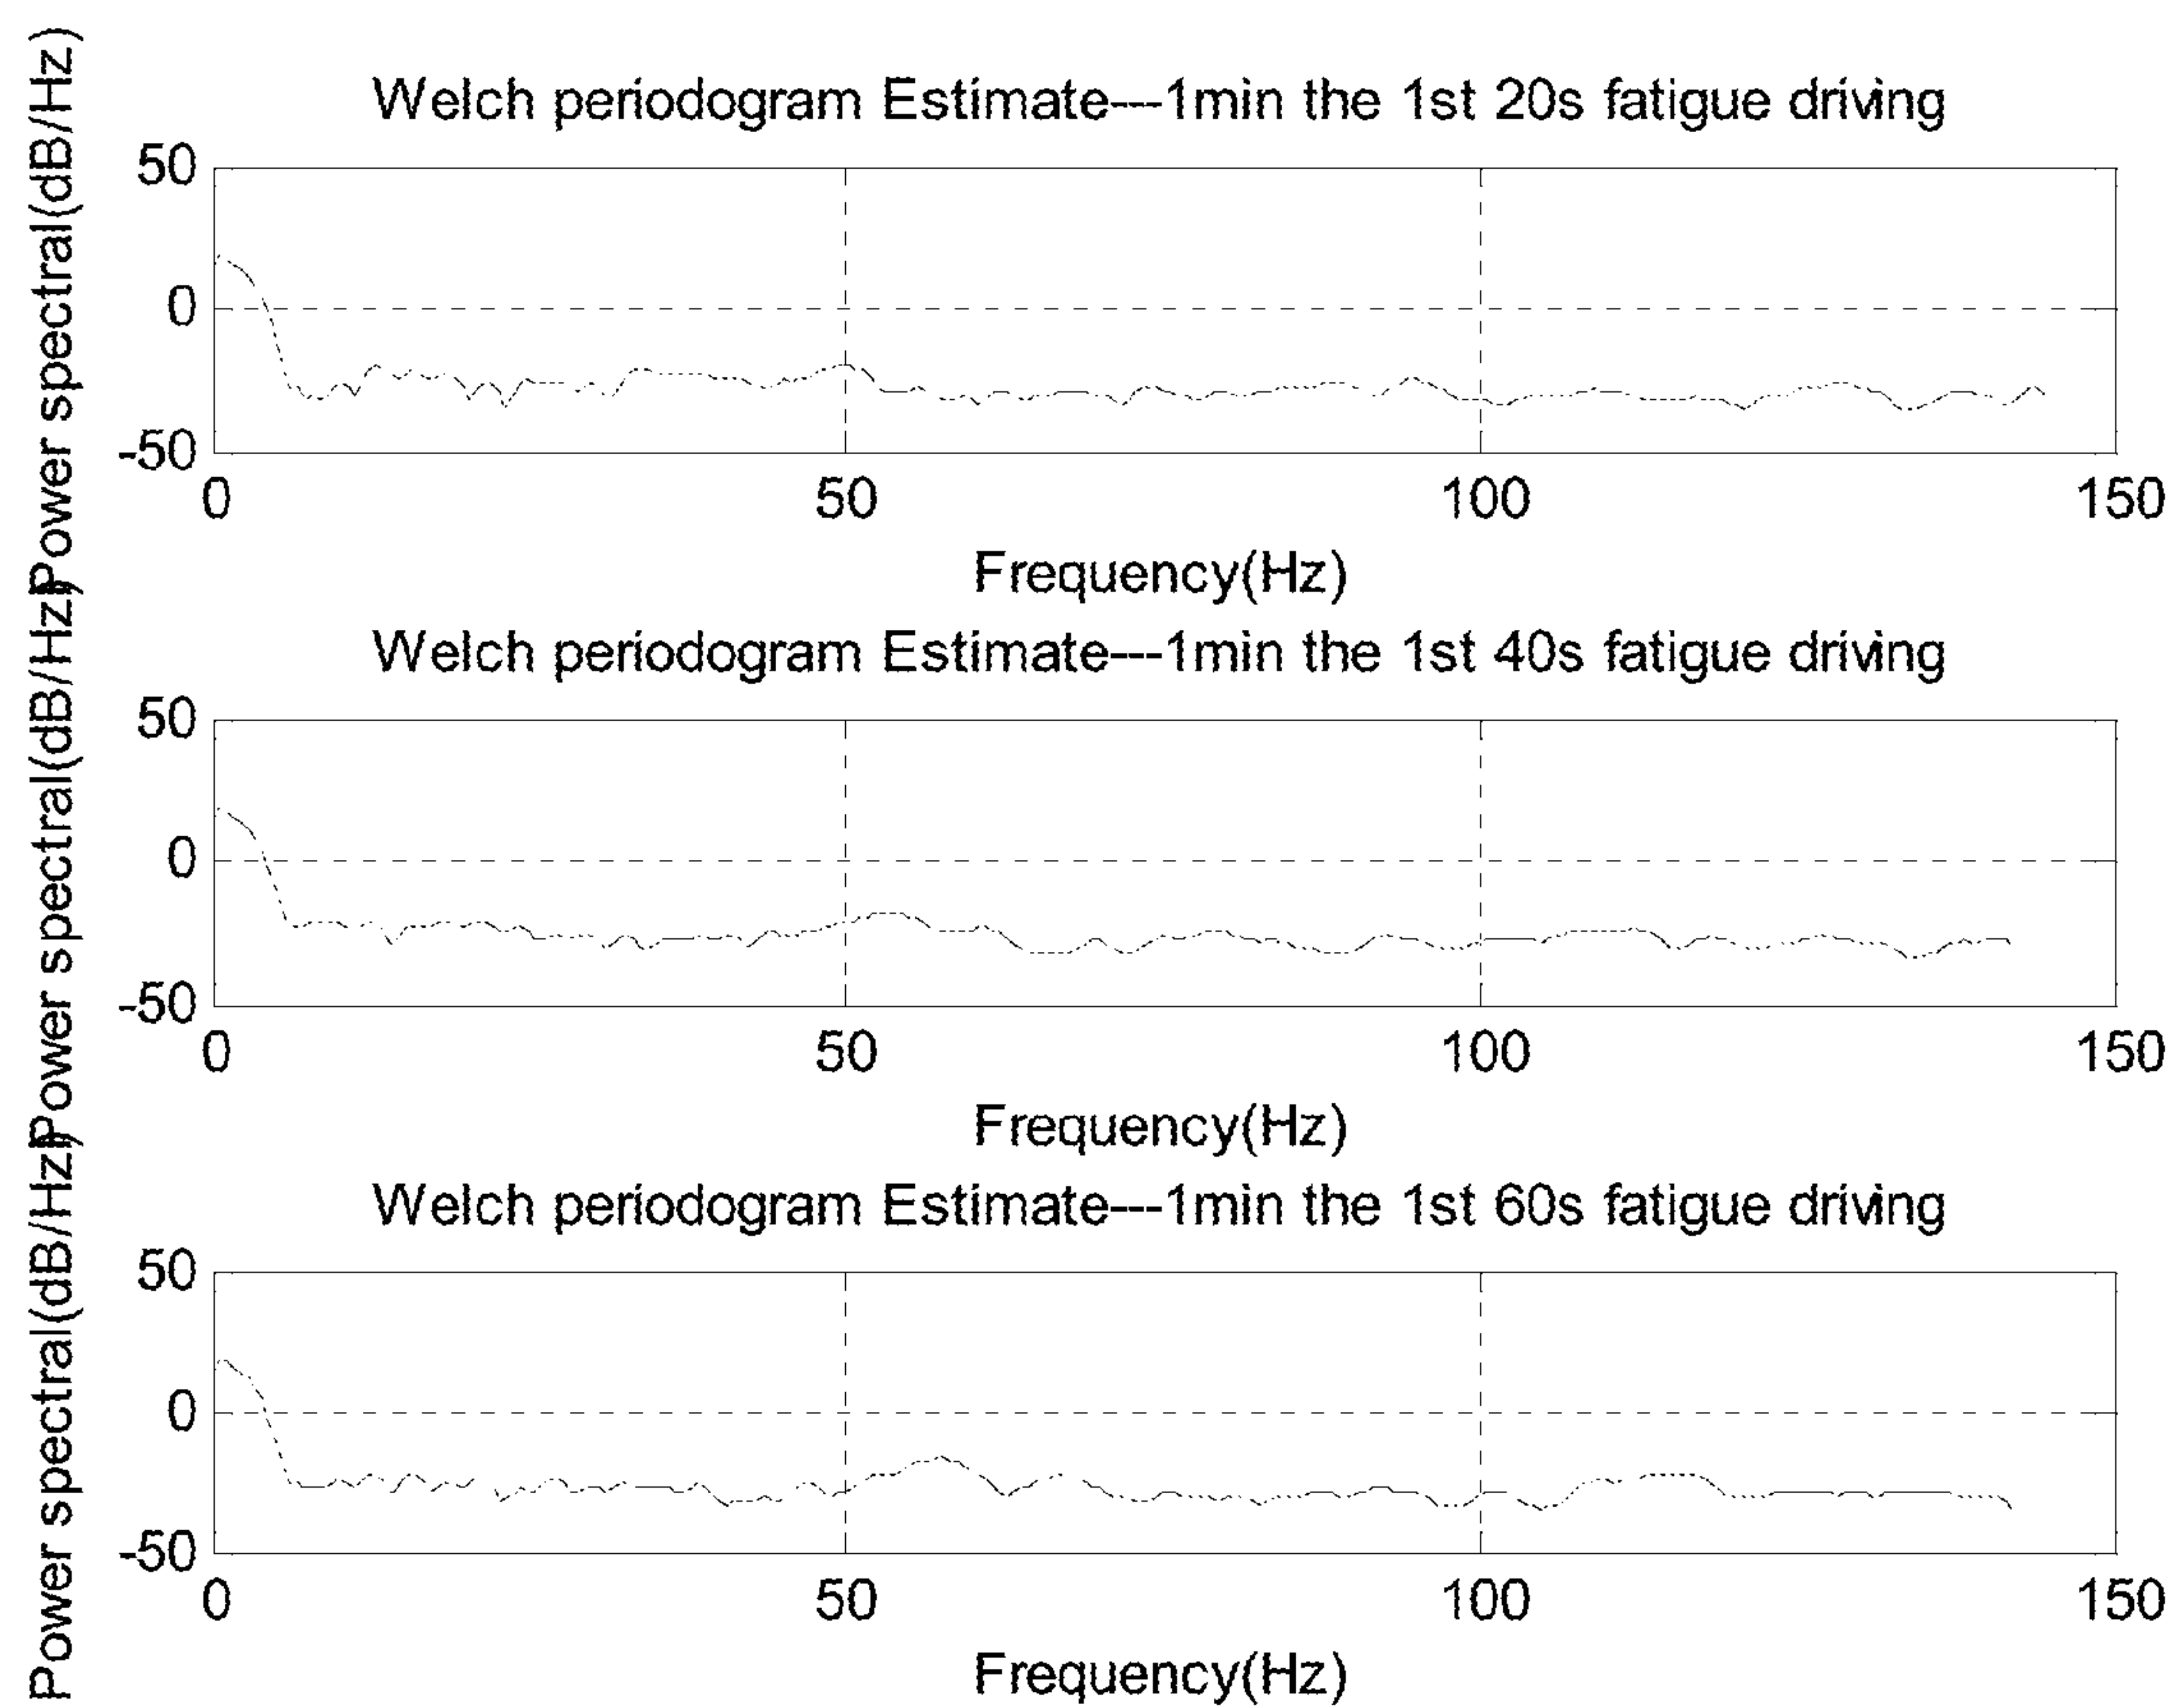 Welch periodogram Estimate---1min the 1st 20s fatigue driving
Power spectral(dB/Hz)
50
0
-50
0 50 100 150
Frequency(Hz)
Welch periodogram Estimate---1min the 1st 40s fatigue driving
Power spectral(dB/Hz)
50
0
-50
0 50 100 150
Frequency(Hz)
Welch periodogram Estimate---1min the 1st 60s fatigue driving
Power spectral(dB/Hz)
50
0
-50
0 50 100 150
Frequency(Hz)